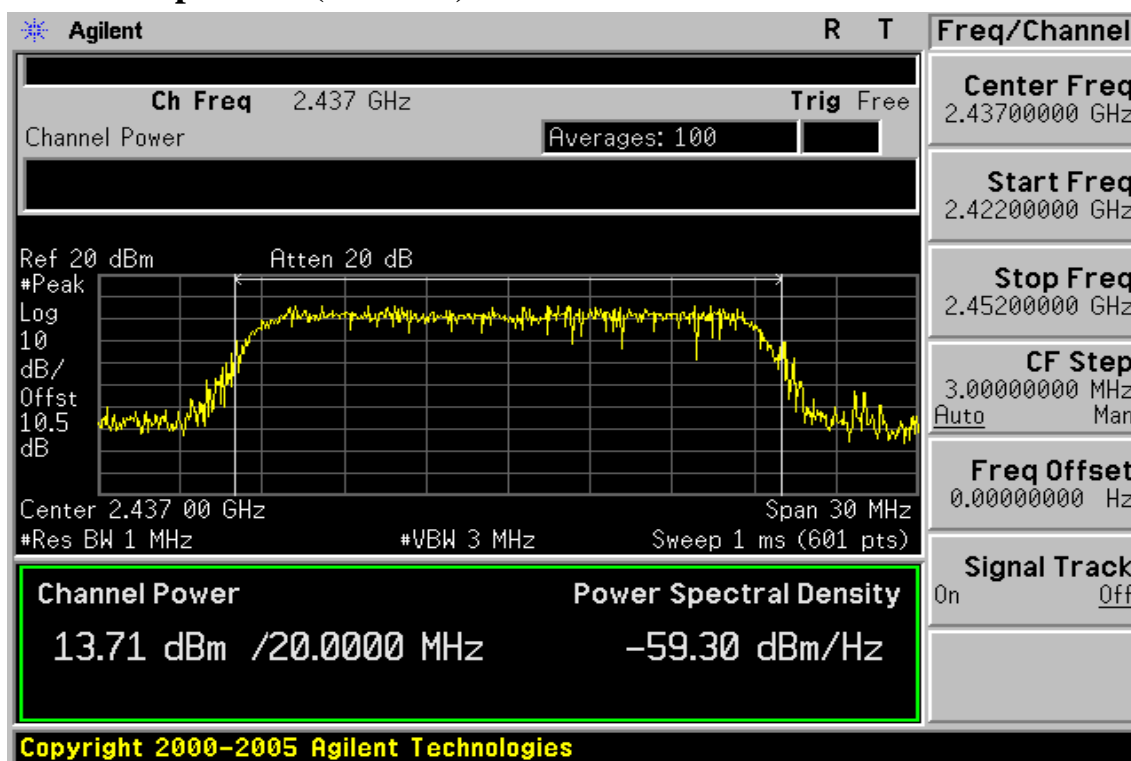 Agilent R T Freq/Channel
Ch Freq 2.437 GHz Trig Free
Channel Power Averages: 100
Center Freq
2.43700000 GHz
Start Freq
2.42200000 GHz
Ref 20 dBm Atten 20 dB
#Peak
Log
10
dB/
Offst
10.5
dB
Stop Freq
2.45200000 GHz
CF Step
3.00000000 MHz
Auto Man
Center 2.437 00 GHz Span 30 MHz
#Res BW 1 MHz #VBW 3 MHz Sweep 1 ms (601 pts)
Freq Offset
0.00000000 Hz
Channel Power Power Spectral Density
13.71 dBm /20.0000 MHz -59.30 dBm/Hz
Signal Track
On Off
Copyright 2000-2005 Agilent Technologies